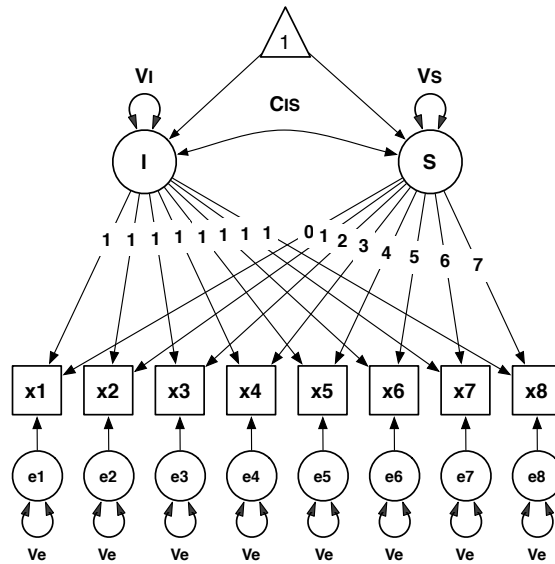 1
VI VS
CIS
I S
1 1 1 1 1 1 1 1 0 1 2 3 4 5 6 7
x1 x2 x3 x4 x5 x6 x7 x8
e1 e2 e3 e4 e5 e6 e7 e8
Ve Ve Ve Ve Ve Ve Ve Ve